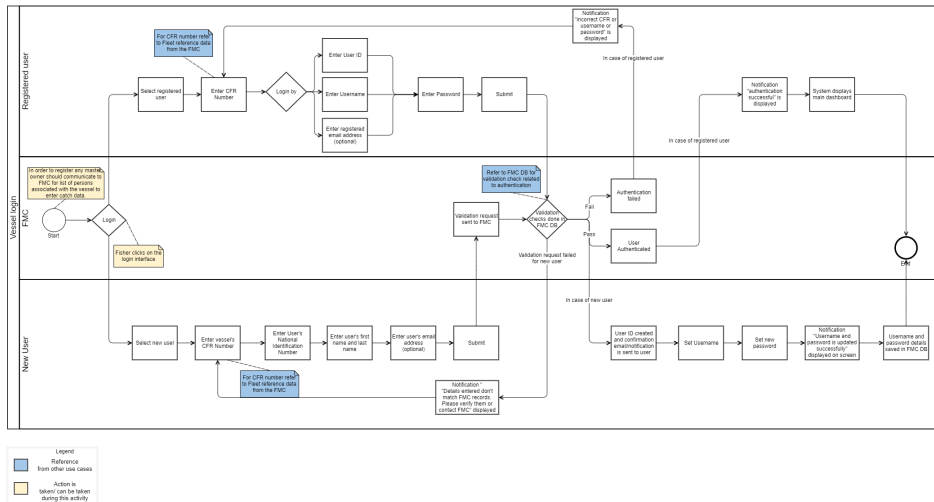 Vessel login
Registered user
For CFR number refer
to Fleet reference data
from the FMC
Select registered
user
Enter CFR
Number
Login by
Enter User ID
Enter Username
Enter registered
email address
(optional)
Enter Password
Submit
Notification
"incorrect CFR or
username or
password" is
displayed
In case of registered user
Notification
"authentication
successful" is
displayed
System displays
main dashboard
In case of registered user
FMC
In order to register any master
owner should communicate to
FMC for list of persons
associated with the vessel to
enter catch data.
Start
Login
Fisher clicks on the
login interface
Refer to FMC DB for
validation check related
to authentication
Validation request
sent to FMC
Validation
checks done in
FMC DB
Fail
Pass
Authentication
failed
User
Authenticated
Validation request failed
for new user
End
New User
In case of new user
Select new user
Enter vessel's
CFR Number
Enter User's
National
Identification
Number
Enter user's first
name and last
name
Enter user's email
address
(optional)
Submit
User ID created
and confirmation
email/notification
is sent to user
Set Username
Set new
password
Notification
"Username and
password is updated
successfully"
displayed on screen
Username and
password details
saved in FMC DB
For CFR number refer
to Fleet reference data
from the FMC
Notification "
"Details entered don't
match FMC records.
Please verify them or
contact FMC" displayed
Legend
Reference
from other use cases
Action is
taken/ can be taken
during this activity